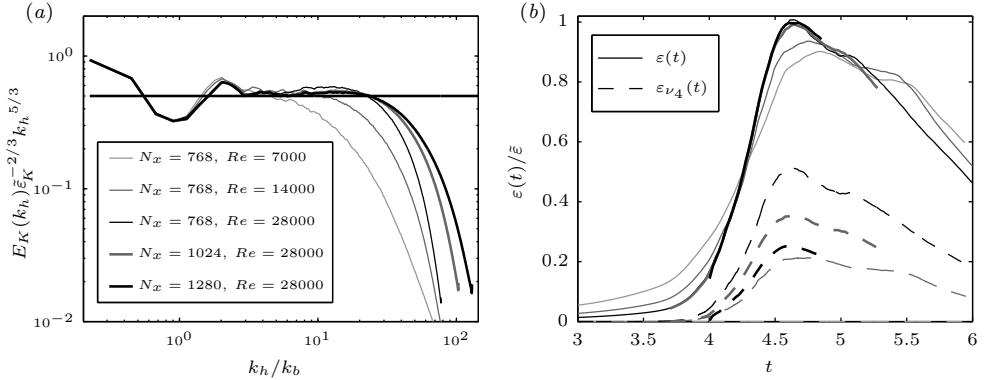 (a)
10^0
10^{-1}
10^{-2}
E_K(k_h)ε̄_K^{-2/3}k_h^{5/3}
N_x = 768, Re = 7000
N_x = 768, Re = 14000
N_x = 768, Re = 28000
N_x = 1024, Re = 28000
N_x = 1280, Re = 28000
10^0 10^1 10^2
k_h/k_b
(b)
1
0.8
0.6
0.4
0.2
0
ε(t)/ε̄
ε(t)
ε_{ν_4}(t)
3 3.5 4 4.5 5 5.5 6
t